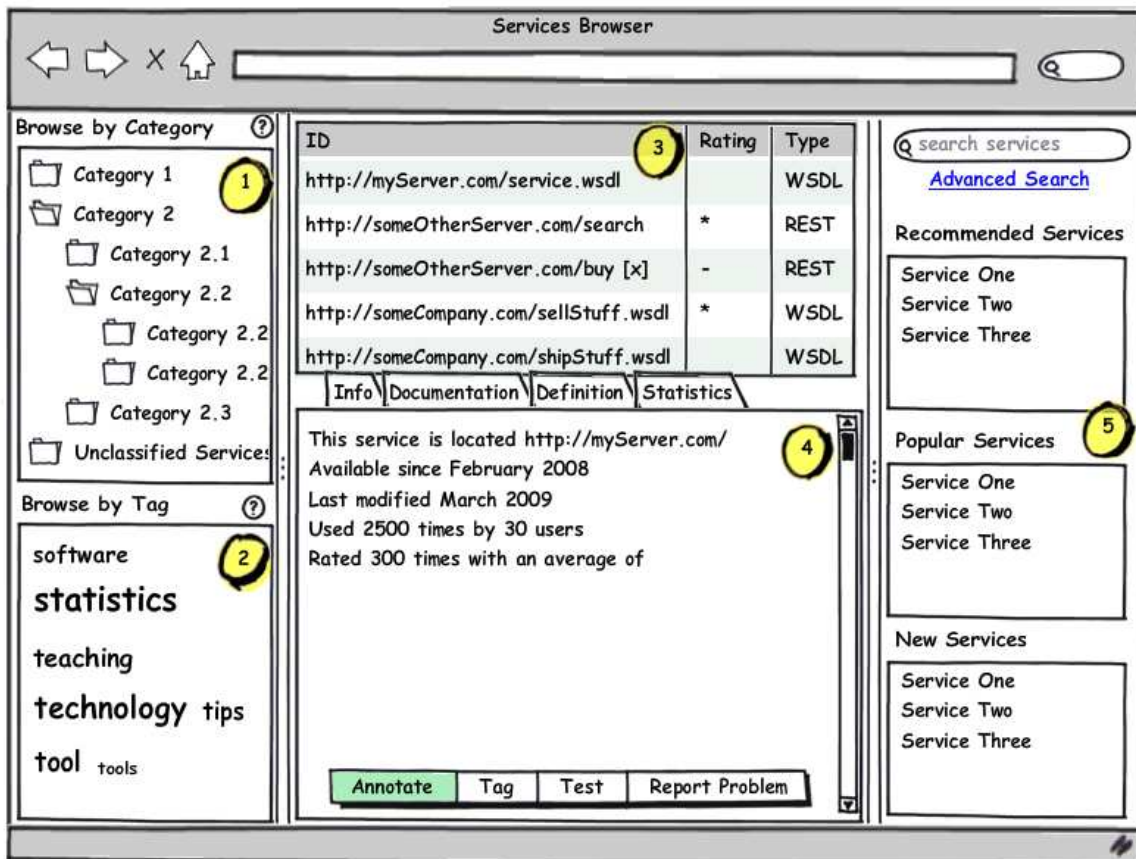 Services Browser
Browse by Category ?
1
Category 1
Category 2
Category 2.1
Category 2.2
Category 2.2
Category 2.2
Category 2.3
Unclassified Services
Browse by Tag ?
2
software
statistics
teaching
technology tips
tool tools
3
ID Rating Type
http://myServer.com/service.wsdl WSDL
http://someOtherServer.com/search * REST
http://someOtherServer.com/buy [x] - REST
http://someCompany.com/sellStuff.wsdl * WSDL
http://someCompany.com/shipStuff.wsdl WSDL
Info Documentation Definition Statistics
4
This service is located http://myServer.com/
Available since February 2008
Last modified March 2009
Used 2500 times by 30 users
Rated 300 times with an average of
Annotate Tag Test Report Problem
search services
Advanced Search
Recommended Services
Service One
Service Two
Service Three
5
Popular Services
Service One
Service Two
Service Three
New Services
Service One
Service Two
Service Three